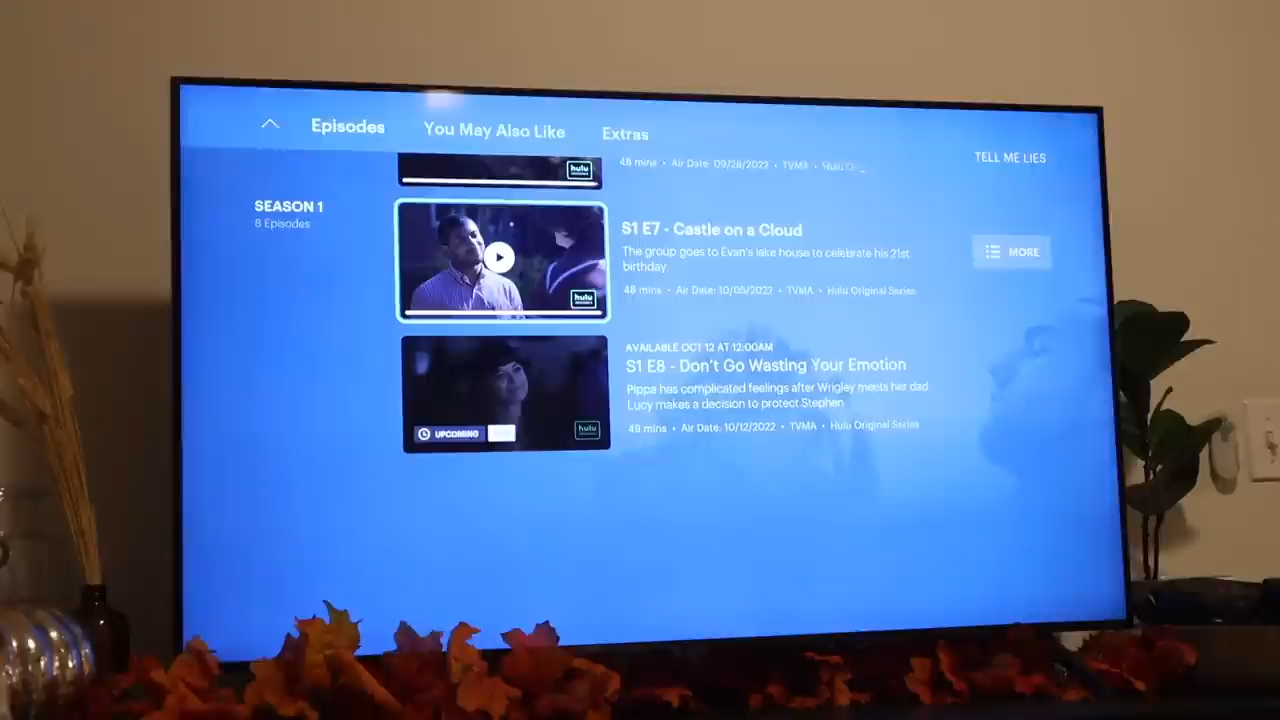 Episodes
You May Also Like
Extras
TELL ME LIES
hulu
48 mins • Air Date: 09/28/2022 • TVMA •
SEASON 1
8 Episodes
hulu
S1 E7 - Castle on a Cloud
The group goes to Evan's lake house to celebrate his 21st
birthday.
48 mins • Air Date: 10/05/2022 • TVMA • Hulu Original Series
MORE
UPCOMING
hulu
AVAILABLE OCT 12 AT 12:00AM
S1 E8 - Don't Go Wasting Your Emotion
Pippa has complicated feelings after Wrigley meets her dad
Lucy makes a decision to protect Stephen
48 mins • Air Date: 10/12/2022 • TVMA • Hulu Original Series